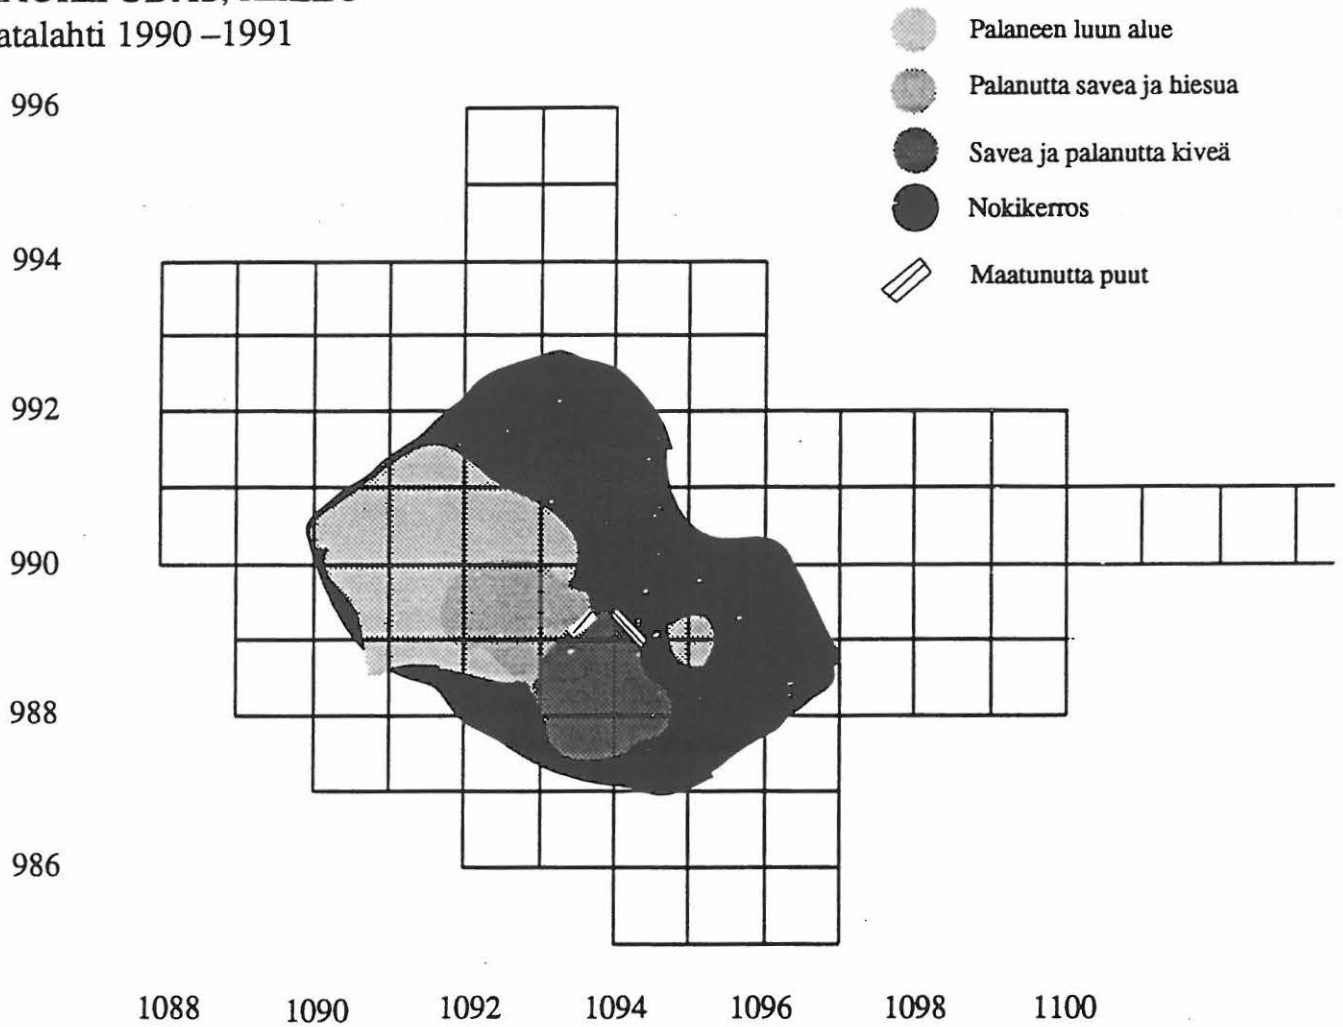 atalahti 1990 –1991
Palaneen luun alue
Palanutta savea ja hiesua
Savea ja palanutta kiveä
Nokikerros
Maatunutta puut
996
994
992
990
988
986
1088 1090 1092 1094 1096 1098 1100